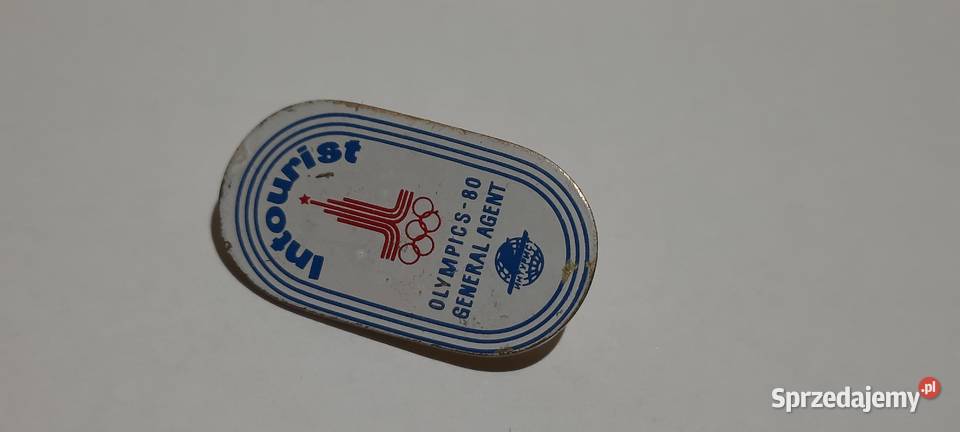 Intourist
OLYMPICS-80
GENERAL AGENT
Sprzedajemy.pl